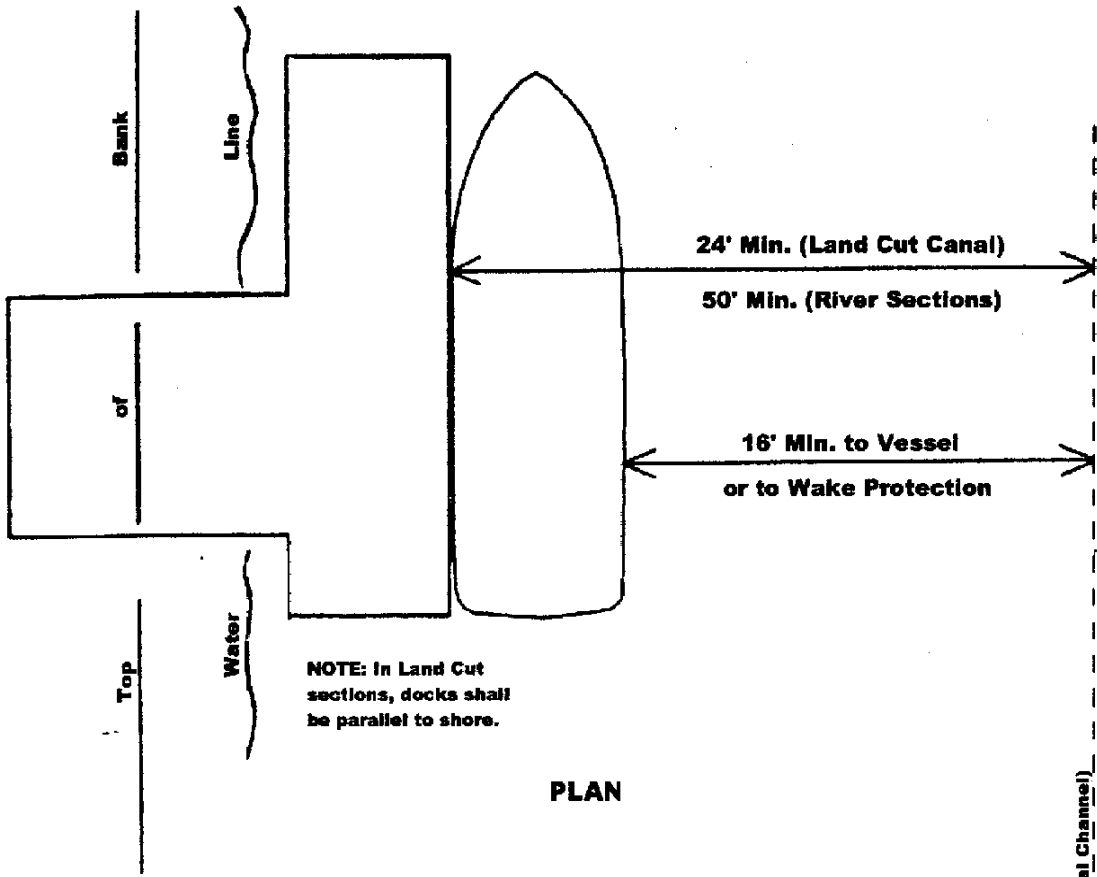 Top of Bank
Water Line
24' Min. (Land Cut Canal)
50' Min. (River Sections)
16' Min. to Vessel
or to Wake Protection
NOTE: In Land Cut
sections, docks shall
be parallel to shore.
PLAN
Channel)